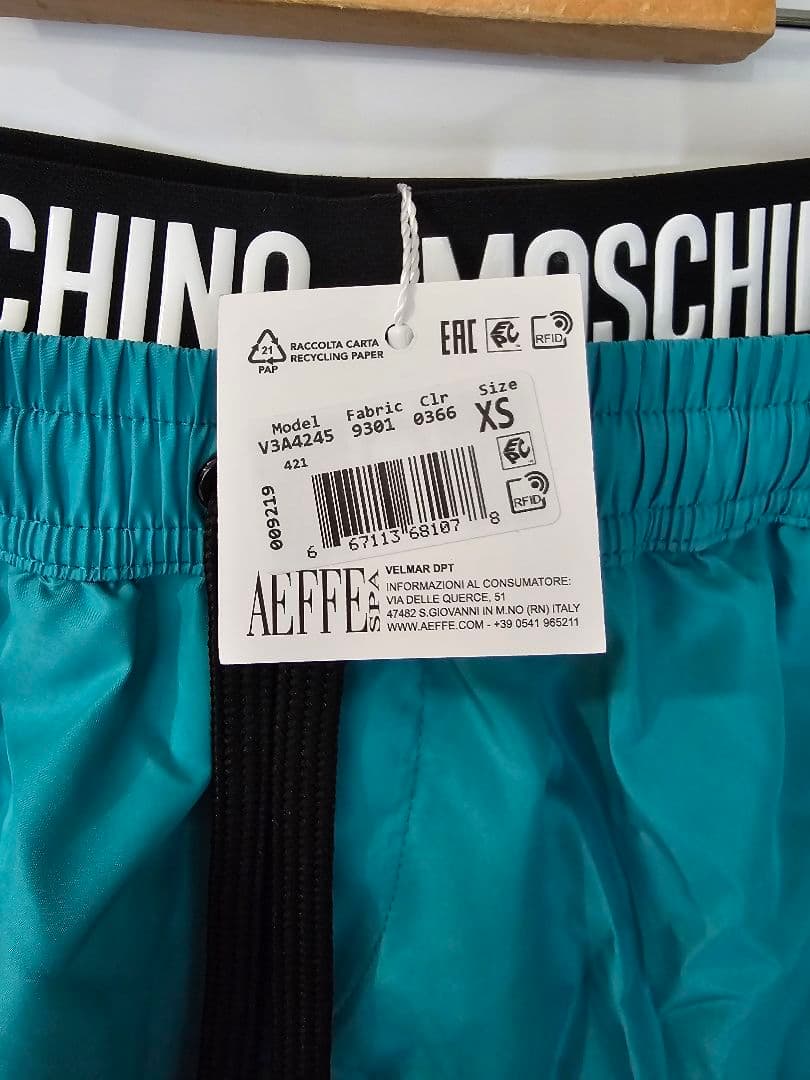 CHINO MOSCHI
21
PAP
RACCOLTA CARTA
RECYCLING PAPER
EAC
RFID
Model Fabric Clr Size
V3A4245 9301 0366 XS
421
009219
RFID
6 67113 68107 8
AEFFE SPA
VELMAR DPT
INFORMAZIONI AL CONSUMATORE:
VIA DELLE QUERCE, 51
47482 S.GIOVANNI IN M.NO (RN) ITALY
WWW.AEFFE.COM - +39 0541 965211